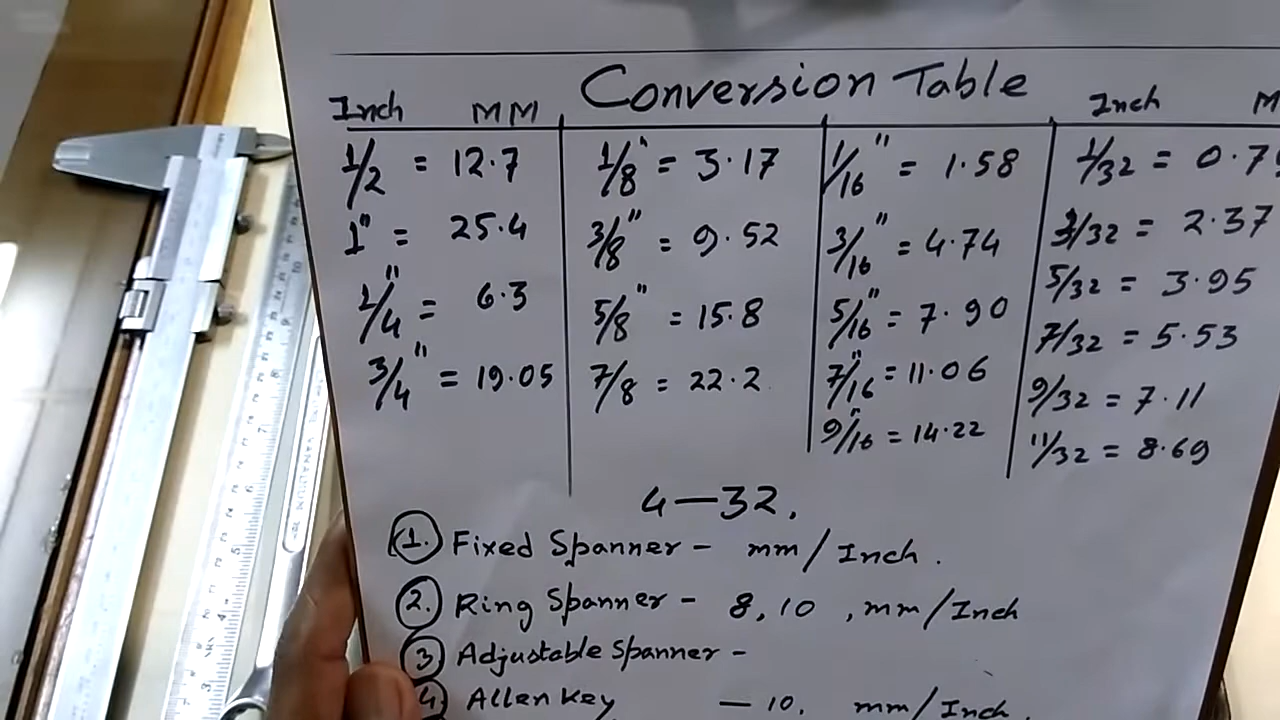 Conversion Table
Inch MM Inch M
1/2 = 12.7 1/8" = 3.17 1/16" = 1.58 1/32 = 0.79
1" = 25.4 3/8" = 9.52 3/16" = 4.74 3/32 = 2.37
1/4" = 6.3 5/8" = 15.8 5/16" = 7.90 5/32 = 3.95
3/4" = 19.05 7/8 = 22.2 7/16" = 11.06 7/32 = 5.53
9/16" = 14.22 9/32 = 7.11
11/32 = 8.69
4—32.
1. Fixed Spanner - mm/Inch.
2. Ring Spanner - 8, 10, mm/Inch
3 Adjustable Spanner -
4. Allen Key — 10. mm/Inch.